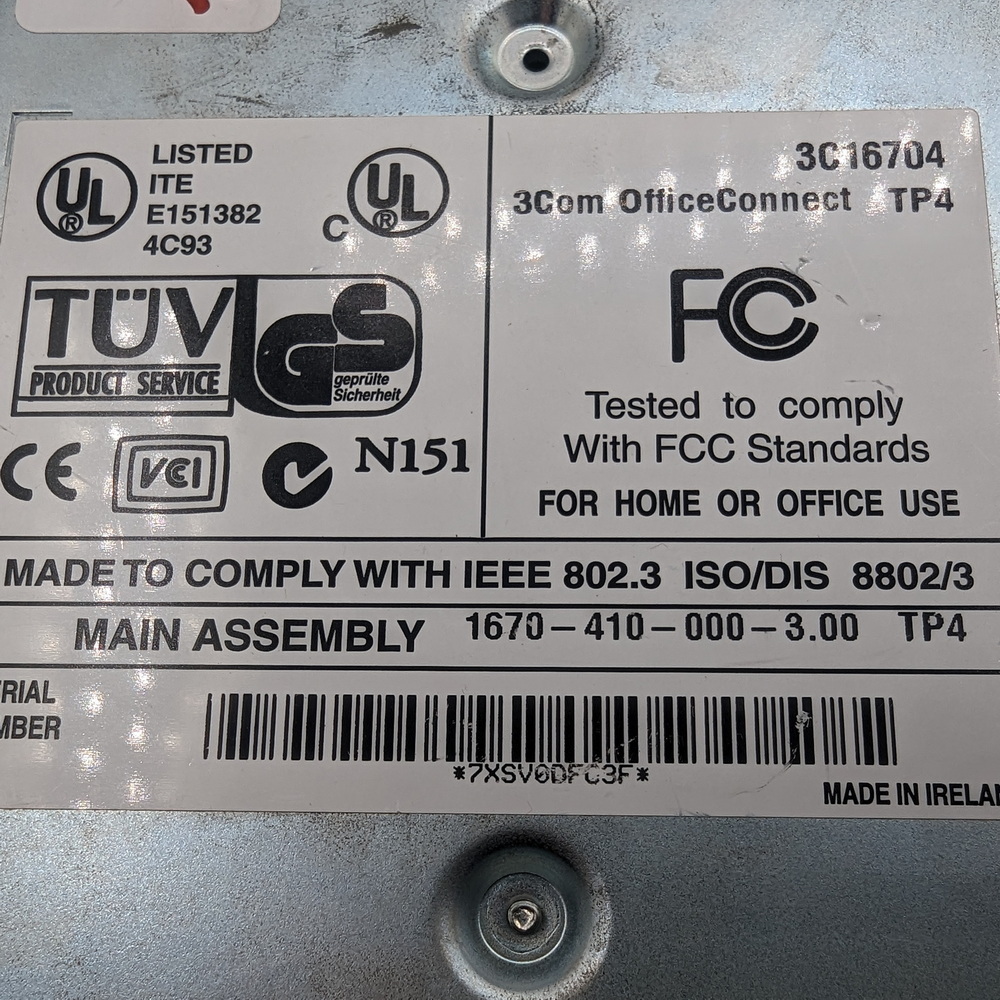 UL
®
LISTED
ITE
E151382
4C93
C
UL
®
3C16704
3Com OfficeConnect TP4
TÜV
PRODUCT SERVICE
GS
geprüfte
Sicherheit
FC
Tested to comply
With FCC Standards
FOR HOME OR OFFICE USE
CE
VCI
N151
MADE TO COMPLY WITH IEEE 802.3 ISO/DIS 8802/3
MAIN ASSEMBLY 1670-410-000-3.00 TP4
RIAL
MBER
*7XSV0DFC3F*
MADE IN IRELAN